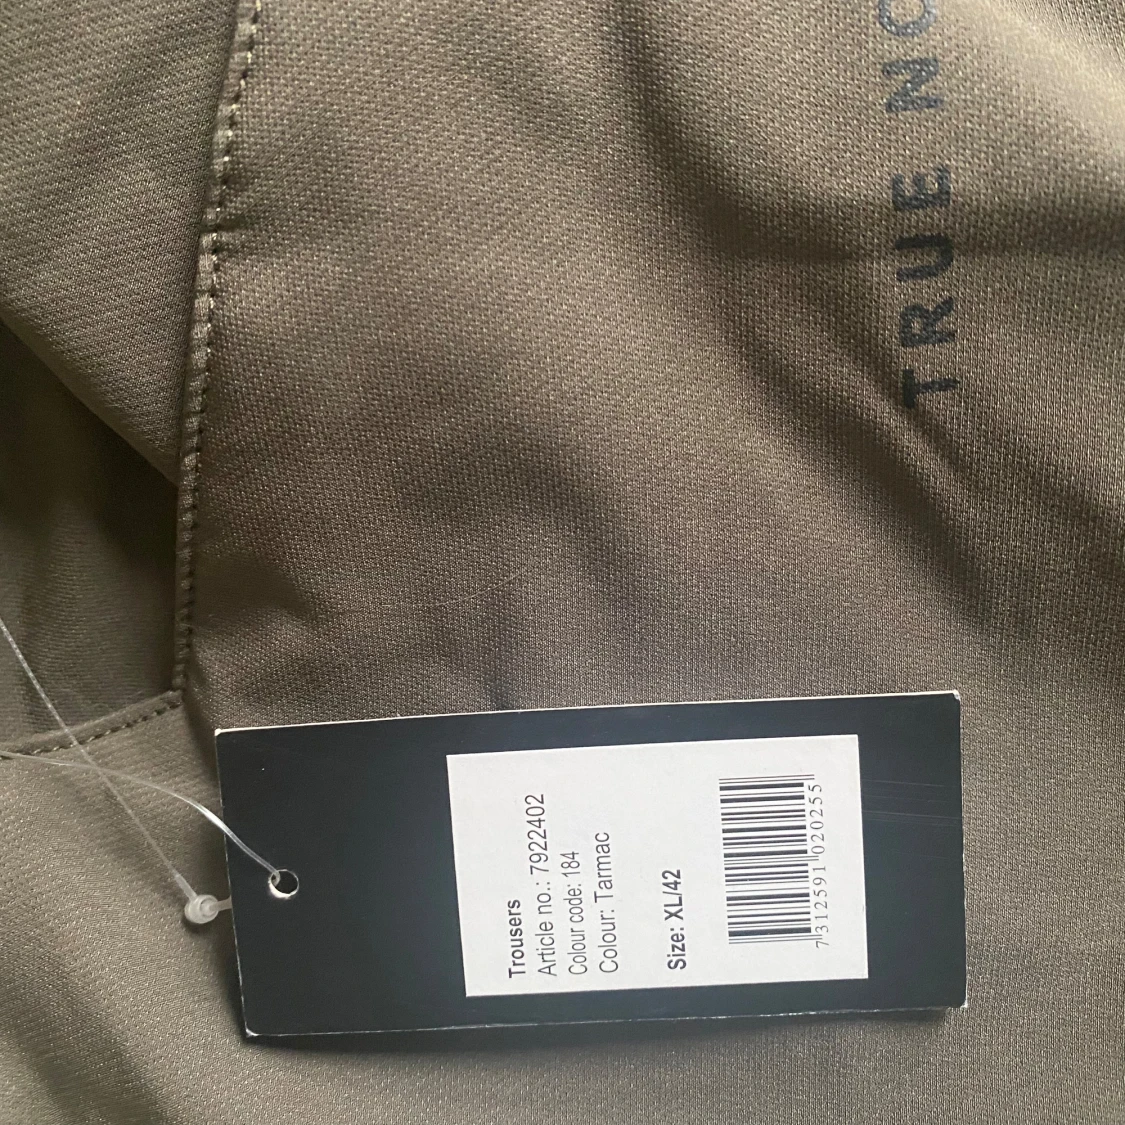 TRUE NO
Trousers
Article no.: 7922402
Colour code: 184
Colour: Tarmac
Size: XL/42
7312591020255